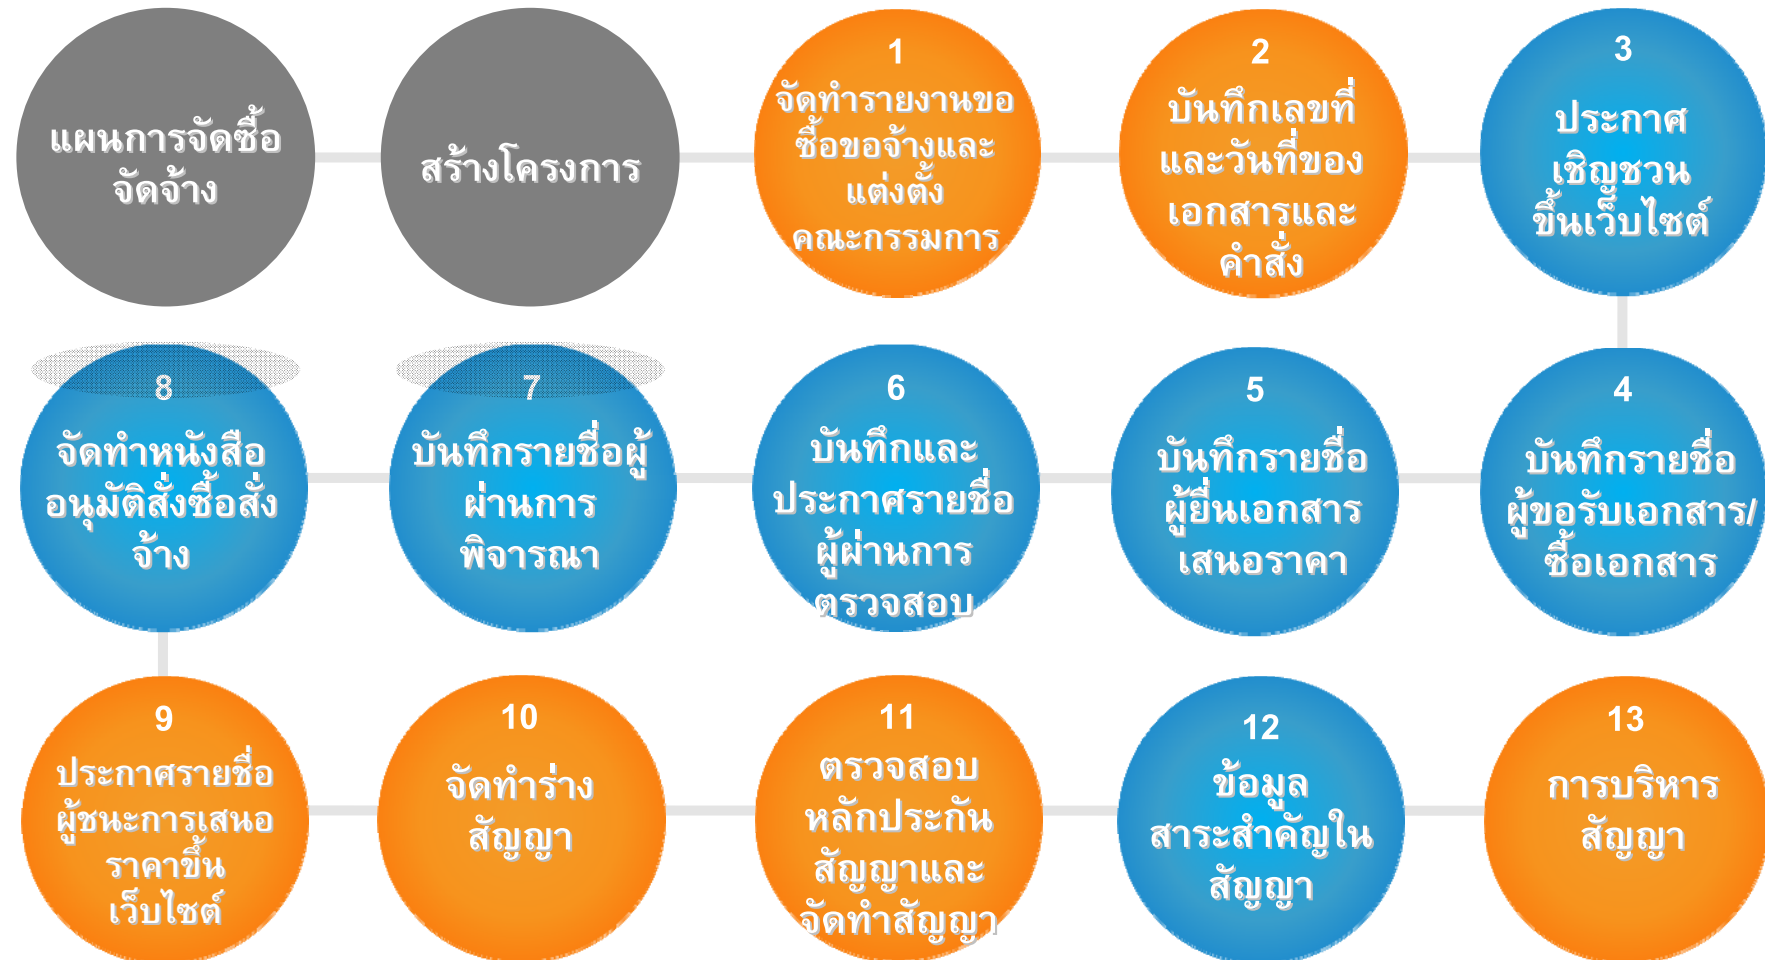 แผนการจัดซื้อ
จัดจ้าง
สร้างโครงการ
1
จัดทำรายงานขอ
ซื้อขอจ้างและ
แต่งตั้ง
คณะกรรมการ
2
บันทึกเลขที่
และวันที่ของ
เอกสารและ
คำสั่ง
3
ประกาศ
เชิญชวน
ขึ้นเว็บไซต์
4
บันทึกรายชื่อ
ผู้ขอรับเอกสาร/
ซื้อเอกสาร
5
บันทึกรายชื่อ
ผู้ยื่นเอกสาร
เสนอราคา
6
บันทึกและ
ประกาศรายชื่อ
ผู้ผ่านการ
ตรวจสอบ
7
บันทึกรายชื่อผู้
ผ่านการ
พิจารณา
8
จัดทำหนังสือ
อนุมัติสั่งซื้อสั่ง
จ้าง
9
ประกาศรายชื่อ
ผู้ชนะการเสนอ
ราคาขึ้น
เว็บไซต์
10
จัดทำร่าง
สัญญา
11
ตรวจสอบ
หลักประกัน
สัญญาและ
จัดทำสัญญา
12
ข้อมูล
สาระสำคัญใน
สัญญา
13
การบริหาร
สัญญา